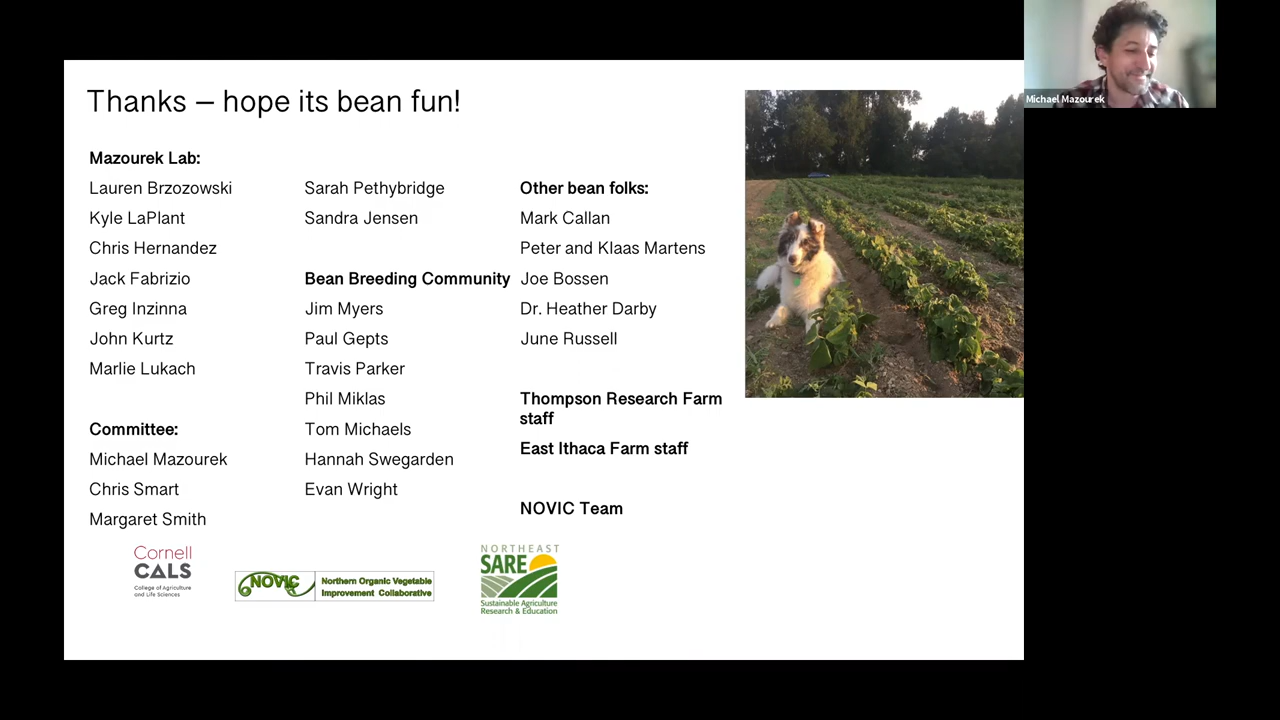 Thanks – hope its bean fun!
Mazourek Lab:
Lauren Brzozowski
Kyle LaPlant
Chris Hernandez
Jack Fabrizio
Greg Inzinna
John Kurtz
Marlie Lukach
Committee:
Michael Mazourek
Chris Smart
Margaret Smith
Sarah Pethybridge
Sandra Jensen
Bean Breeding Community
Jim Myers
Paul Gepts
Travis Parker
Phil Miklas
Tom Michaels
Hannah Swegarden
Evan Wright
Other bean folks:
Mark Callan
Peter and Klaas Martens
Joe Bossen
Dr. Heather Darby
June Russell
Thompson Research Farm
staff
East Ithaca Farm staff
NOVIC Team
Cornell
CALS
College of Agriculture
and Life Sciences
NOVIC
Northern Organic Vegetable
Improvement Collaborative
NORTHEAST
SARE
Sustainable Agriculture
Research & Education
Michael Mazourek